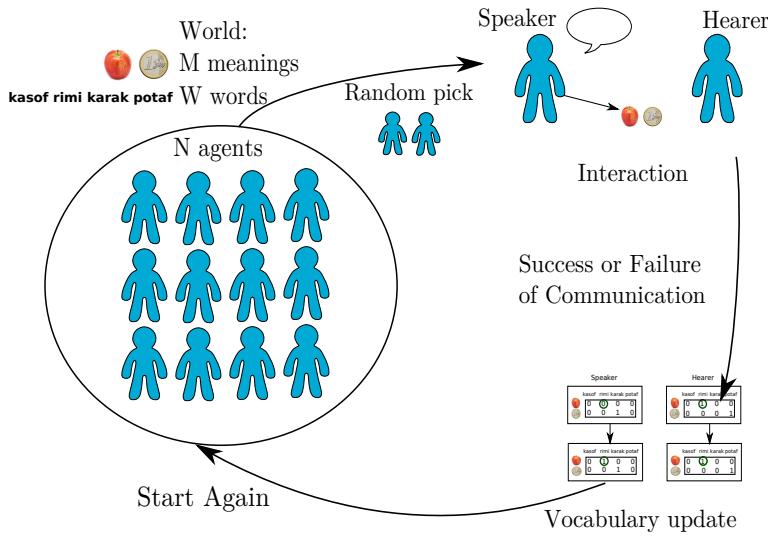 World:
M meanings
kasof rimi karak potaf W words
N agents
Random pick
Speaker
Hearer
Interaction
Success or Failure
of Communication
Speaker
kasof rimi karak potaf
0 0 0 0
0 0 1 0
kasof rimi karak potaf
0 1 0 0
0 0 1 0
Hearer
kasof rimi karak potaf
0 1 0 0
0 0 0 1
kasof rimi karak potaf
0 1 0 0
0 0 0 1
Vocabulary update
Start Again